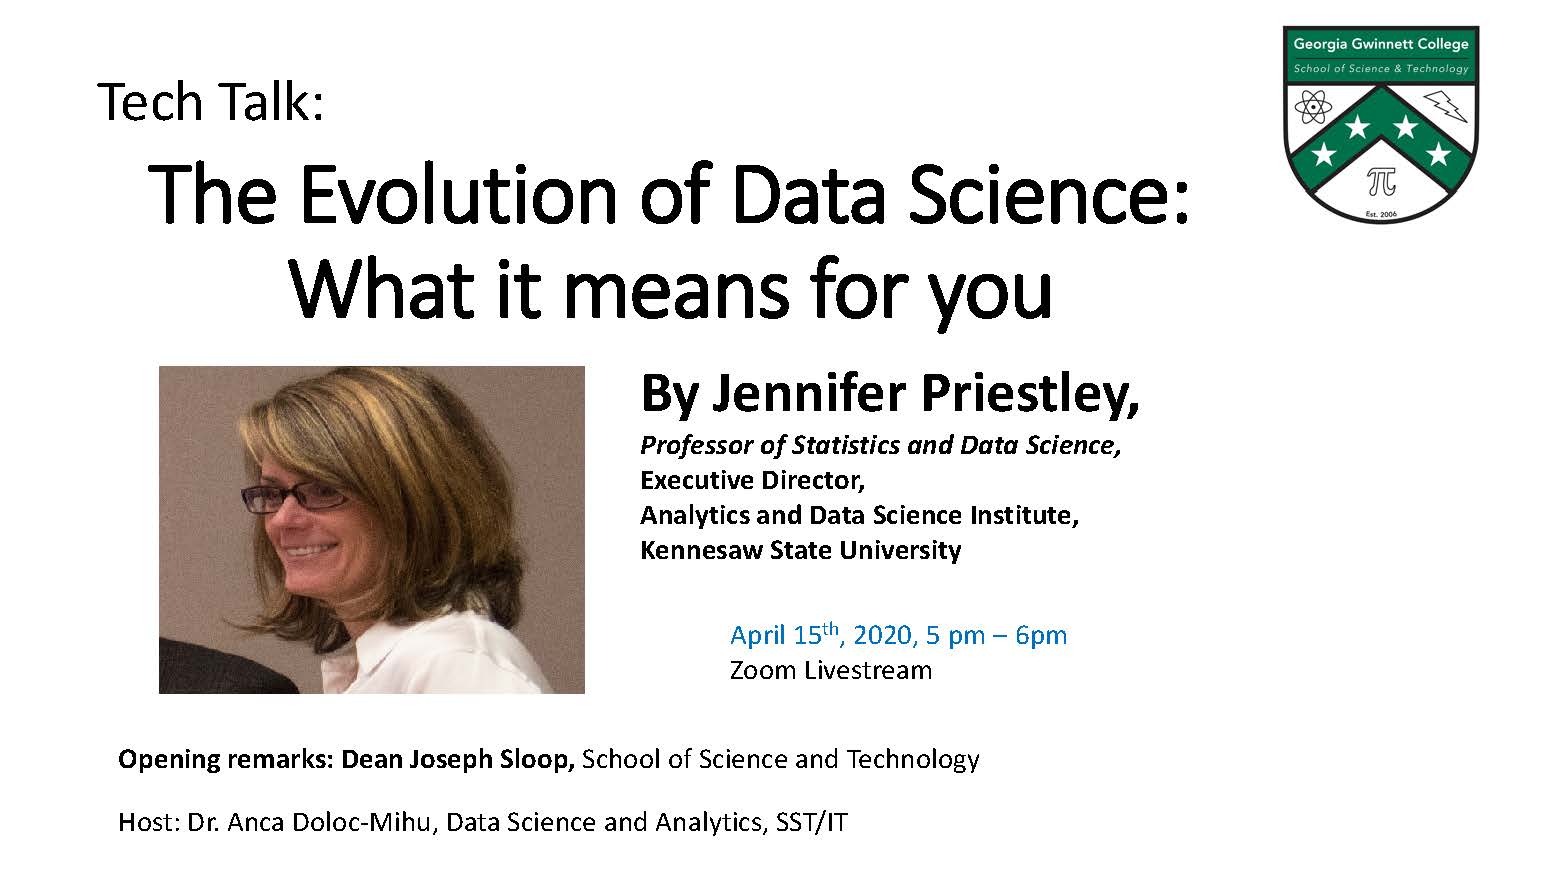 Georgia Gwinnett College
School of Science & Technology
π
Est. 2006
Tech Talk:
The Evolution of Data Science:
What it means for you
By Jennifer Priestley,
Professor of Statistics and Data Science,
Executive Director,
Analytics and Data Science Institute,
Kennesaw State University
April 15th, 2020, 5 pm – 6pm
Zoom Livestream
Opening remarks: Dean Joseph Sloop, School of Science and Technology
Host: Dr. Anca Doloc-Mihu, Data Science and Analytics, SST/IT